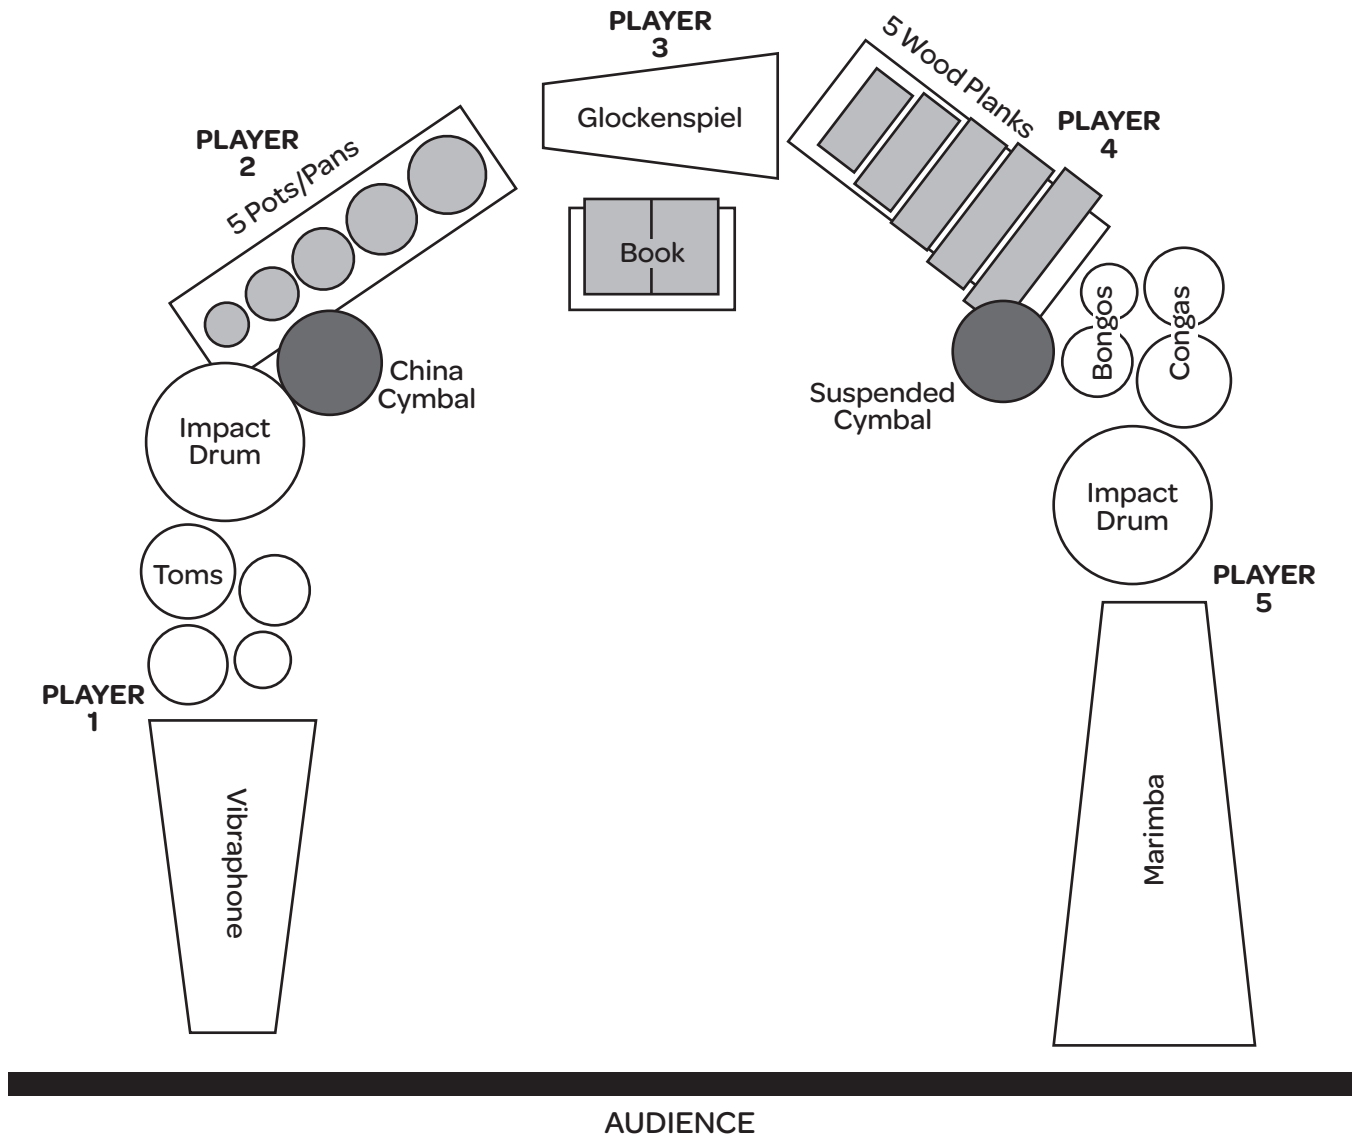 PLAYER
3
5 Wood Planks
PLAYER
4
PLAYER
2
5 Pots/Pans
Glockenspiel
Book
China
Cymbal
Suspended
Cymbal
Bongos
Congas
Impact
Drum
Impact
Drum
Toms
PLAYER
5
PLAYER
1
Vibraphone
Marimba
AUDIENCE